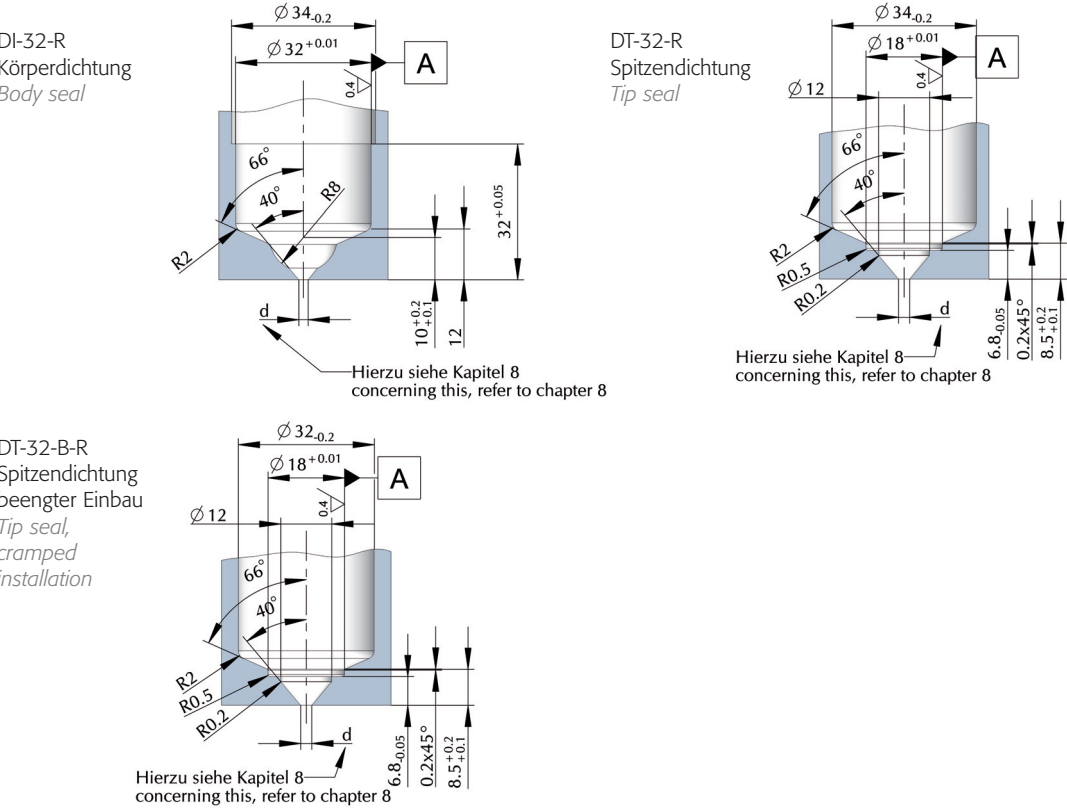 DI-32-R
Körperdichtung
Body seal
Ø 34-0.2
Ø 32+0.01
A
0.4
66°
40°
R8
R2
32+0.05
10+0.2 +0.1
12
d
Hierzu siehe Kapitel 8
concerning this, refer to chapter 8
DT-32-R
Spitzendichtung
Tip seal
Ø 34-0.2
Ø 18+0.01
A
0.4
Ø 12
66°
40°
R2
R0.5
R0.2
d
6.8-0.05
0.2x45°
8.5+0.2 +0.1
Hierzu siehe Kapitel 8
concerning this, refer to chapter 8
DT-32-B-R
Spitzendichtung
beengter Einbau
Tip seal,
cramped
installation
Ø 32-0.2
Ø 18+0.01
A
0.4
Ø 12
66°
40°
R2
R0.5
R0.2
d
6.8-0.05
0.2x45°
8.5+0.2 +0.1
Hierzu siehe Kapitel 8
concerning this, refer to chapter 8